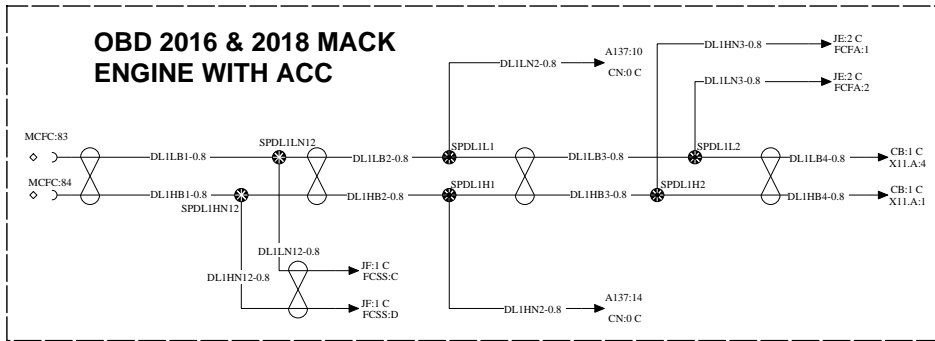 OBD 2016 & 2018 MACK
ENGINE WITH ACC
A137:10
CN:0 C
DL1LN2-0.8
DL1HN3-0.8
JE:2 C
FCFA:1
DL1LN3-0.8
JE:2 C
FCFA:2
MCFC:83
SPDL1LN12
SPDL1L1
SPDL1L2
DL1LB1-0.8
DL1LB2-0.8
DL1LB3-0.8
DL1LB4-0.8
CB:1 C
X11.A:4
MCFC:84
SPDL1HN12
SPDL1H1
SPDL1H2
DL1HB1-0.8
DL1HB2-0.8
DL1HB3-0.8
DL1HB4-0.8
CB:1 C
X11.A:1
DL1LN12-0.8
DL1HN12-0.8
JF:1 C
FCSS:C
JF:1 C
FCSS:D
DL1HN2-0.8
A137:14
CN:0 C